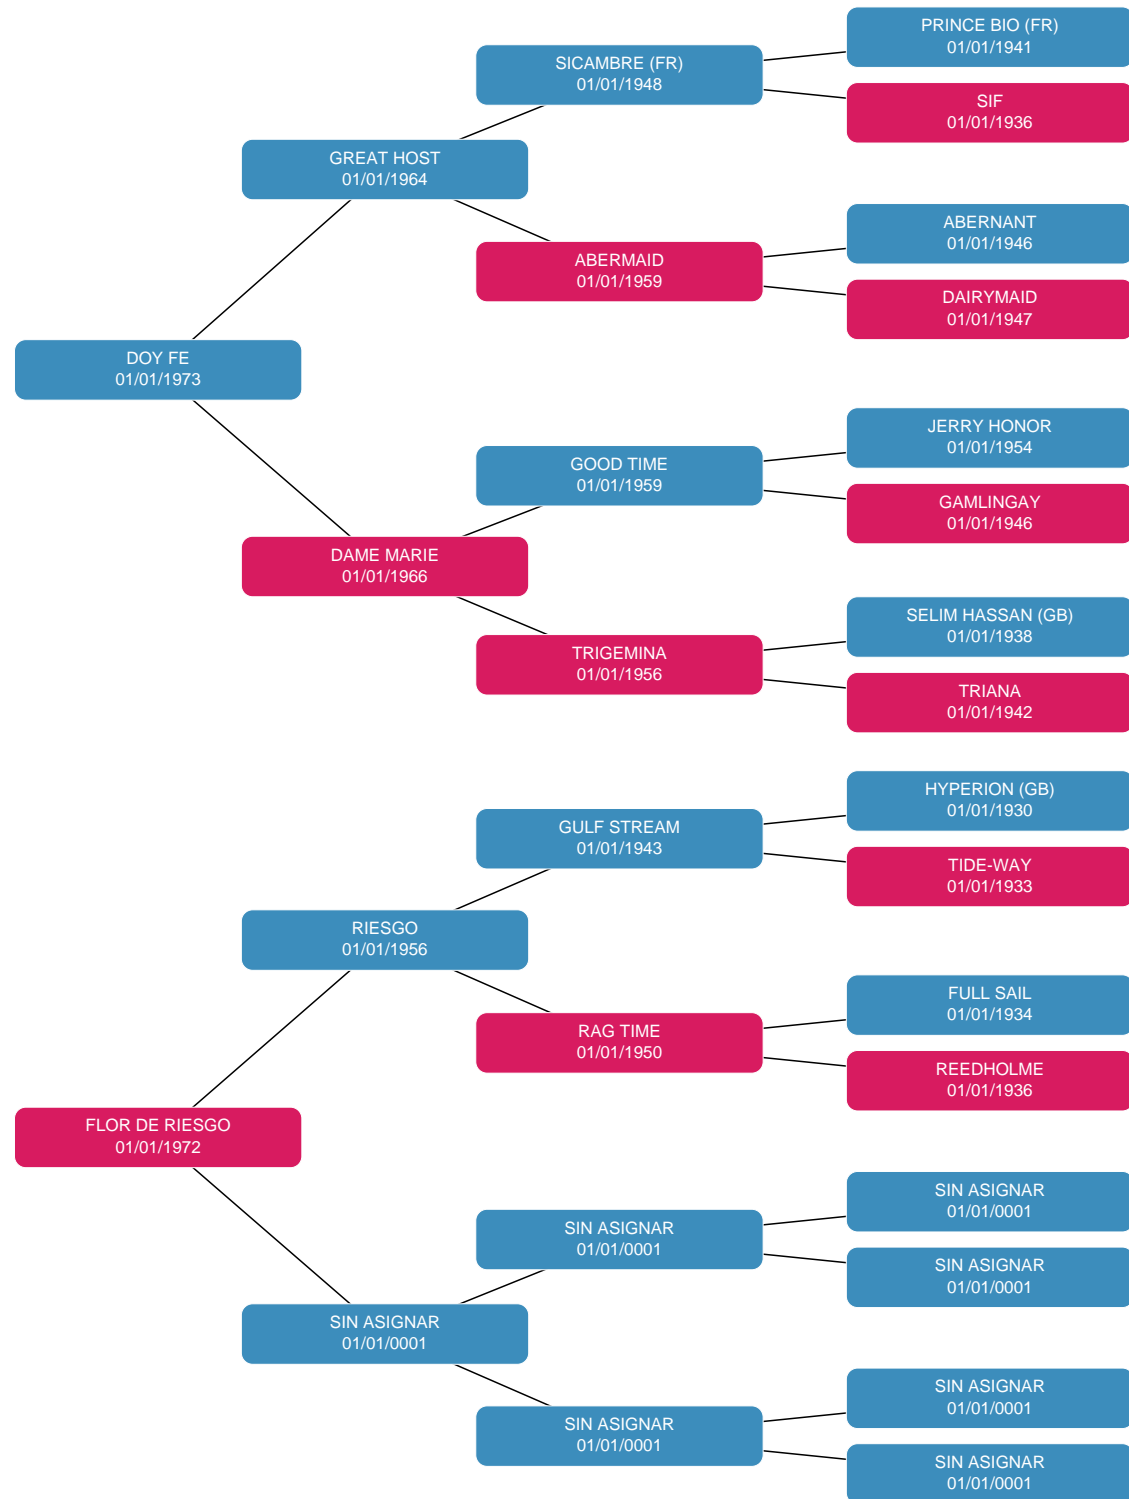 PRINCE BIO (FR)
01/01/1941
SICAMBRE (FR)
01/01/1948
SIF
01/01/1936
GREAT HOST
01/01/1964
ABERNANT
01/01/1946
ABERMAID
01/01/1959
DAIRYMAID
01/01/1947
DOY FE
01/01/1973
JERRY HONOR
01/01/1954
GOOD TIME
01/01/1959
GAMLINGAY
01/01/1946
DAME MARIE
01/01/1966
SELIM HASSAN (GB)
01/01/1938
TRIGEMINA
01/01/1956
TRIANA
01/01/1942
HYPERION (GB)
01/01/1930
GULF STREAM
01/01/1943
TIDE-WAY
01/01/1933
RIESGO
01/01/1956
FULL SAIL
01/01/1934
RAG TIME
01/01/1950
REEDHOLME
01/01/1936
FLOR DE RIESGO
01/01/1972
SIN ASIGNAR
01/01/0001
SIN ASIGNAR
01/01/0001
SIN ASIGNAR
01/01/0001
SIN ASIGNAR
01/01/0001
SIN ASIGNAR
01/01/0001
SIN ASIGNAR
01/01/0001
SIN ASIGNAR
01/01/0001